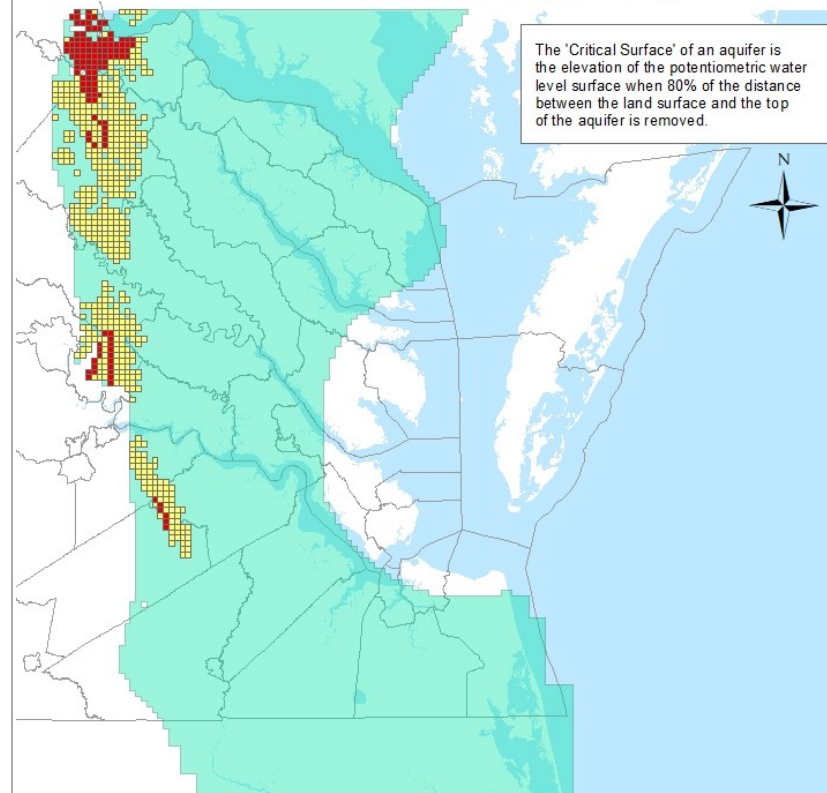 The 'Critical Surface' of an aquifer is
the elevation of the potentiometric water
level surface when 80% of the distance
between the land surface and the top
of the aquifer is removed.
N